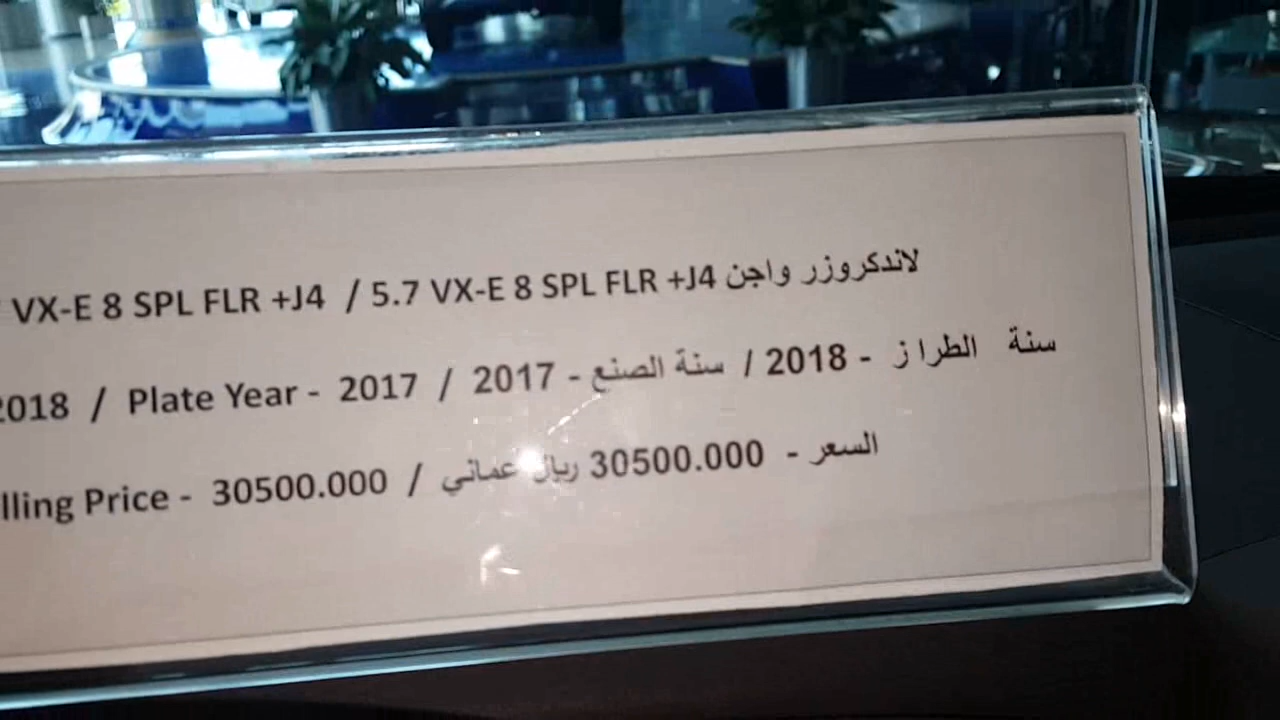 VX-E 8 SPL FLR +J4 / 5.7 VX-E 8 SPL FLR +J4 لاندكروزر واجن
2018 / Plate Year - 2017 / 2017 - سنة الصنع / 2018 - سنة الطراز
lling Price - 30500.000 / السعر - 30500.000 ريال عماني